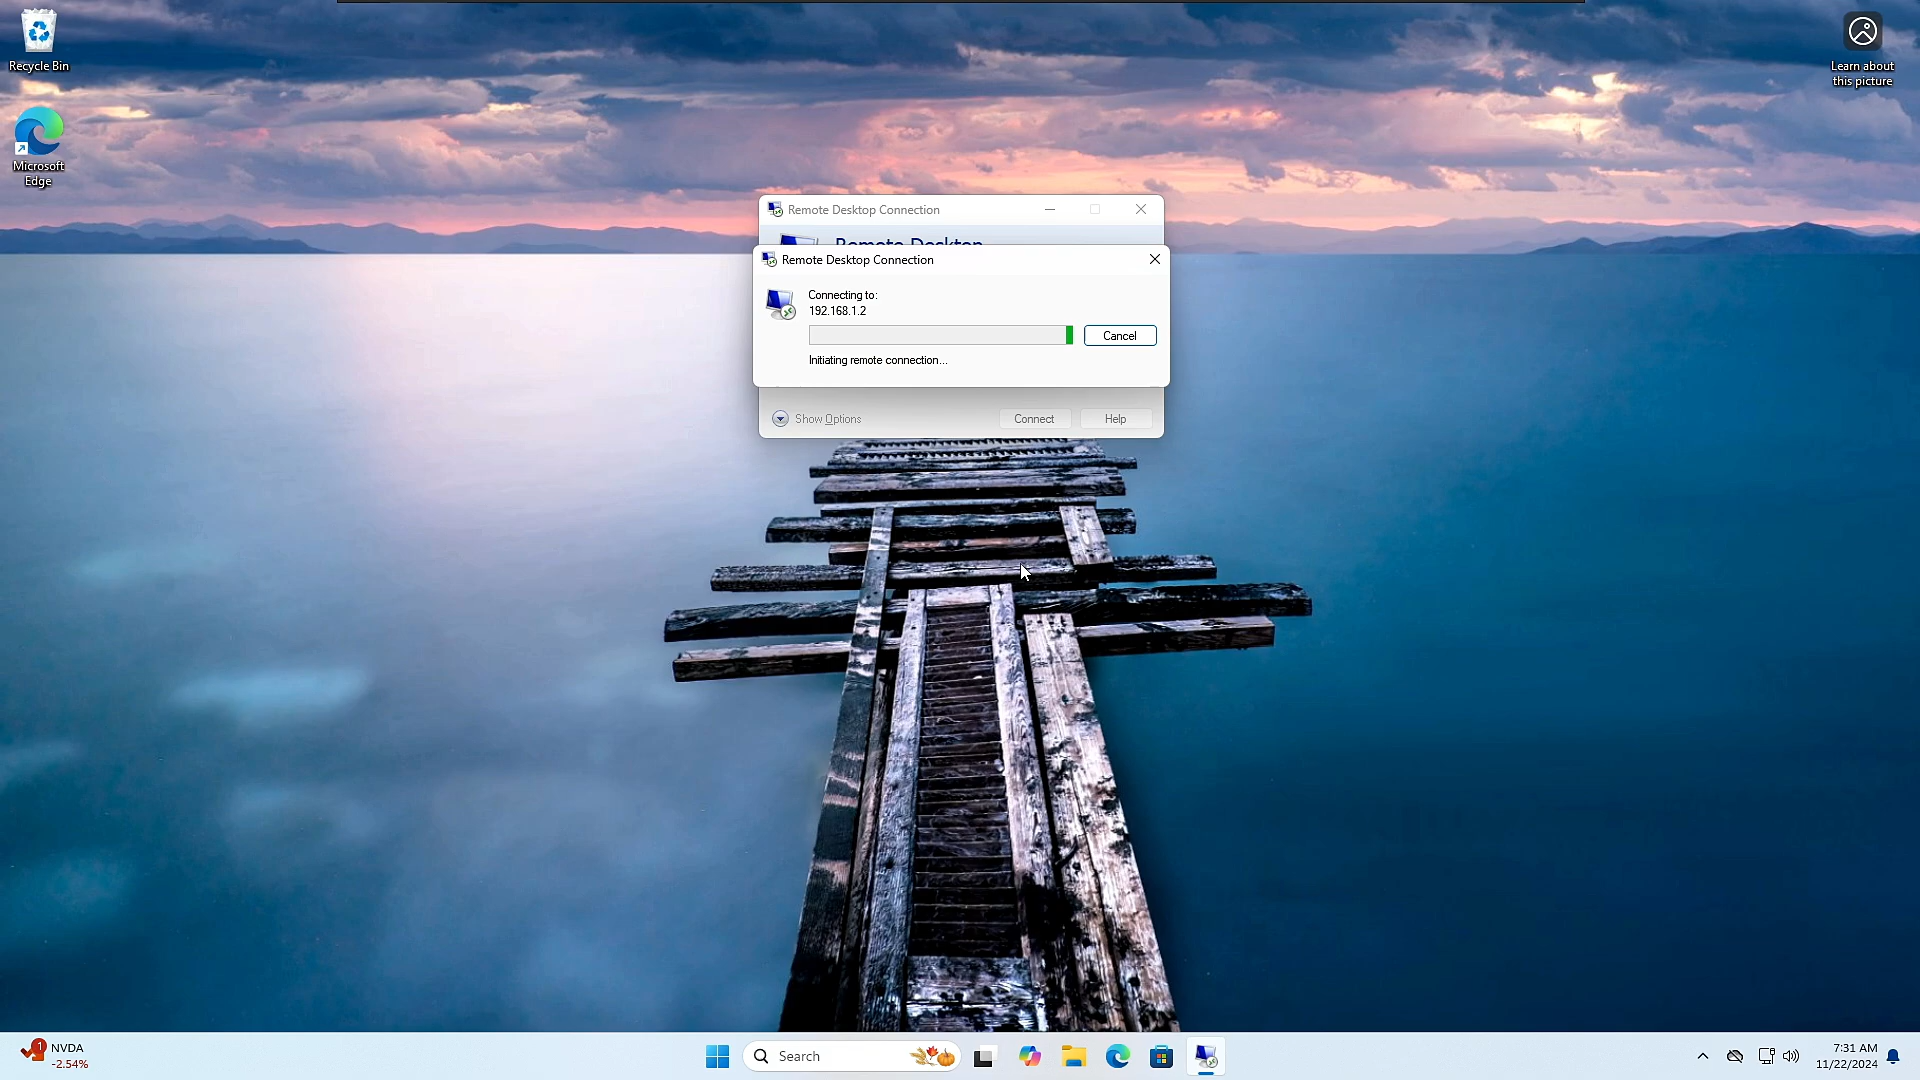 Recycle Bin
Microsoft
Edge
Learn about
this picture
Remote Desktop Connection
Remote Desktop
Remote Desktop Connection
Connecting to:
192.168.1.2
Cancel
Initiating remote connection...
Show Options
Connect
Help
1
NVDA
-2.54%
Search
7:31 AM
11/22/2024